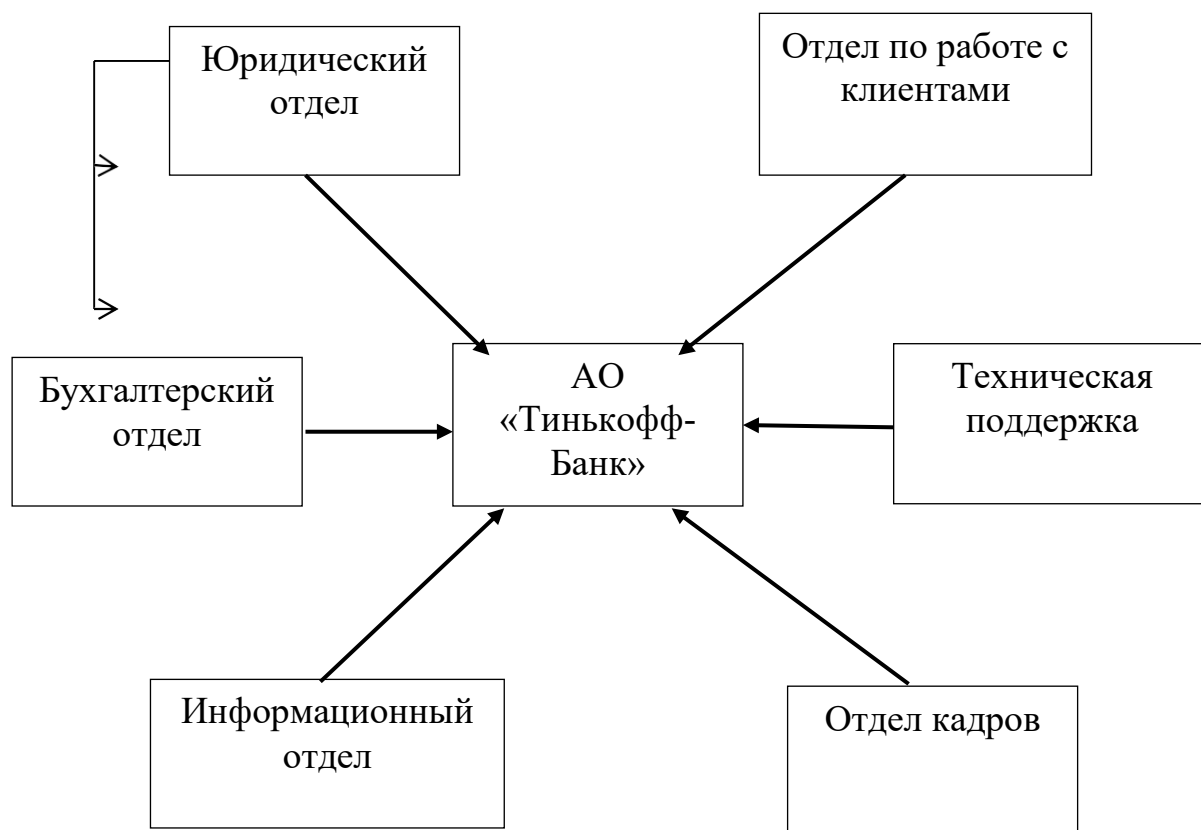 Юридический
отдел
Отдел по работе с
клиентами
Бухгалтерский
отдел
АО
«Тинькофф-
Банк»
Техническая
поддержка
Информационный
отдел
Отдел кадров